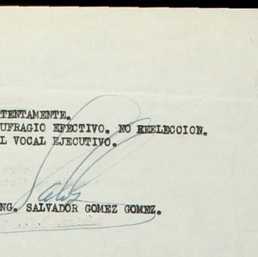 TENTAMENTE.
UFRAGIO EFECTIVO. NO REELECCION.
L VOCAL EJECUTIVO.
NG. SALVADOR GOMEZ GOMEZ.